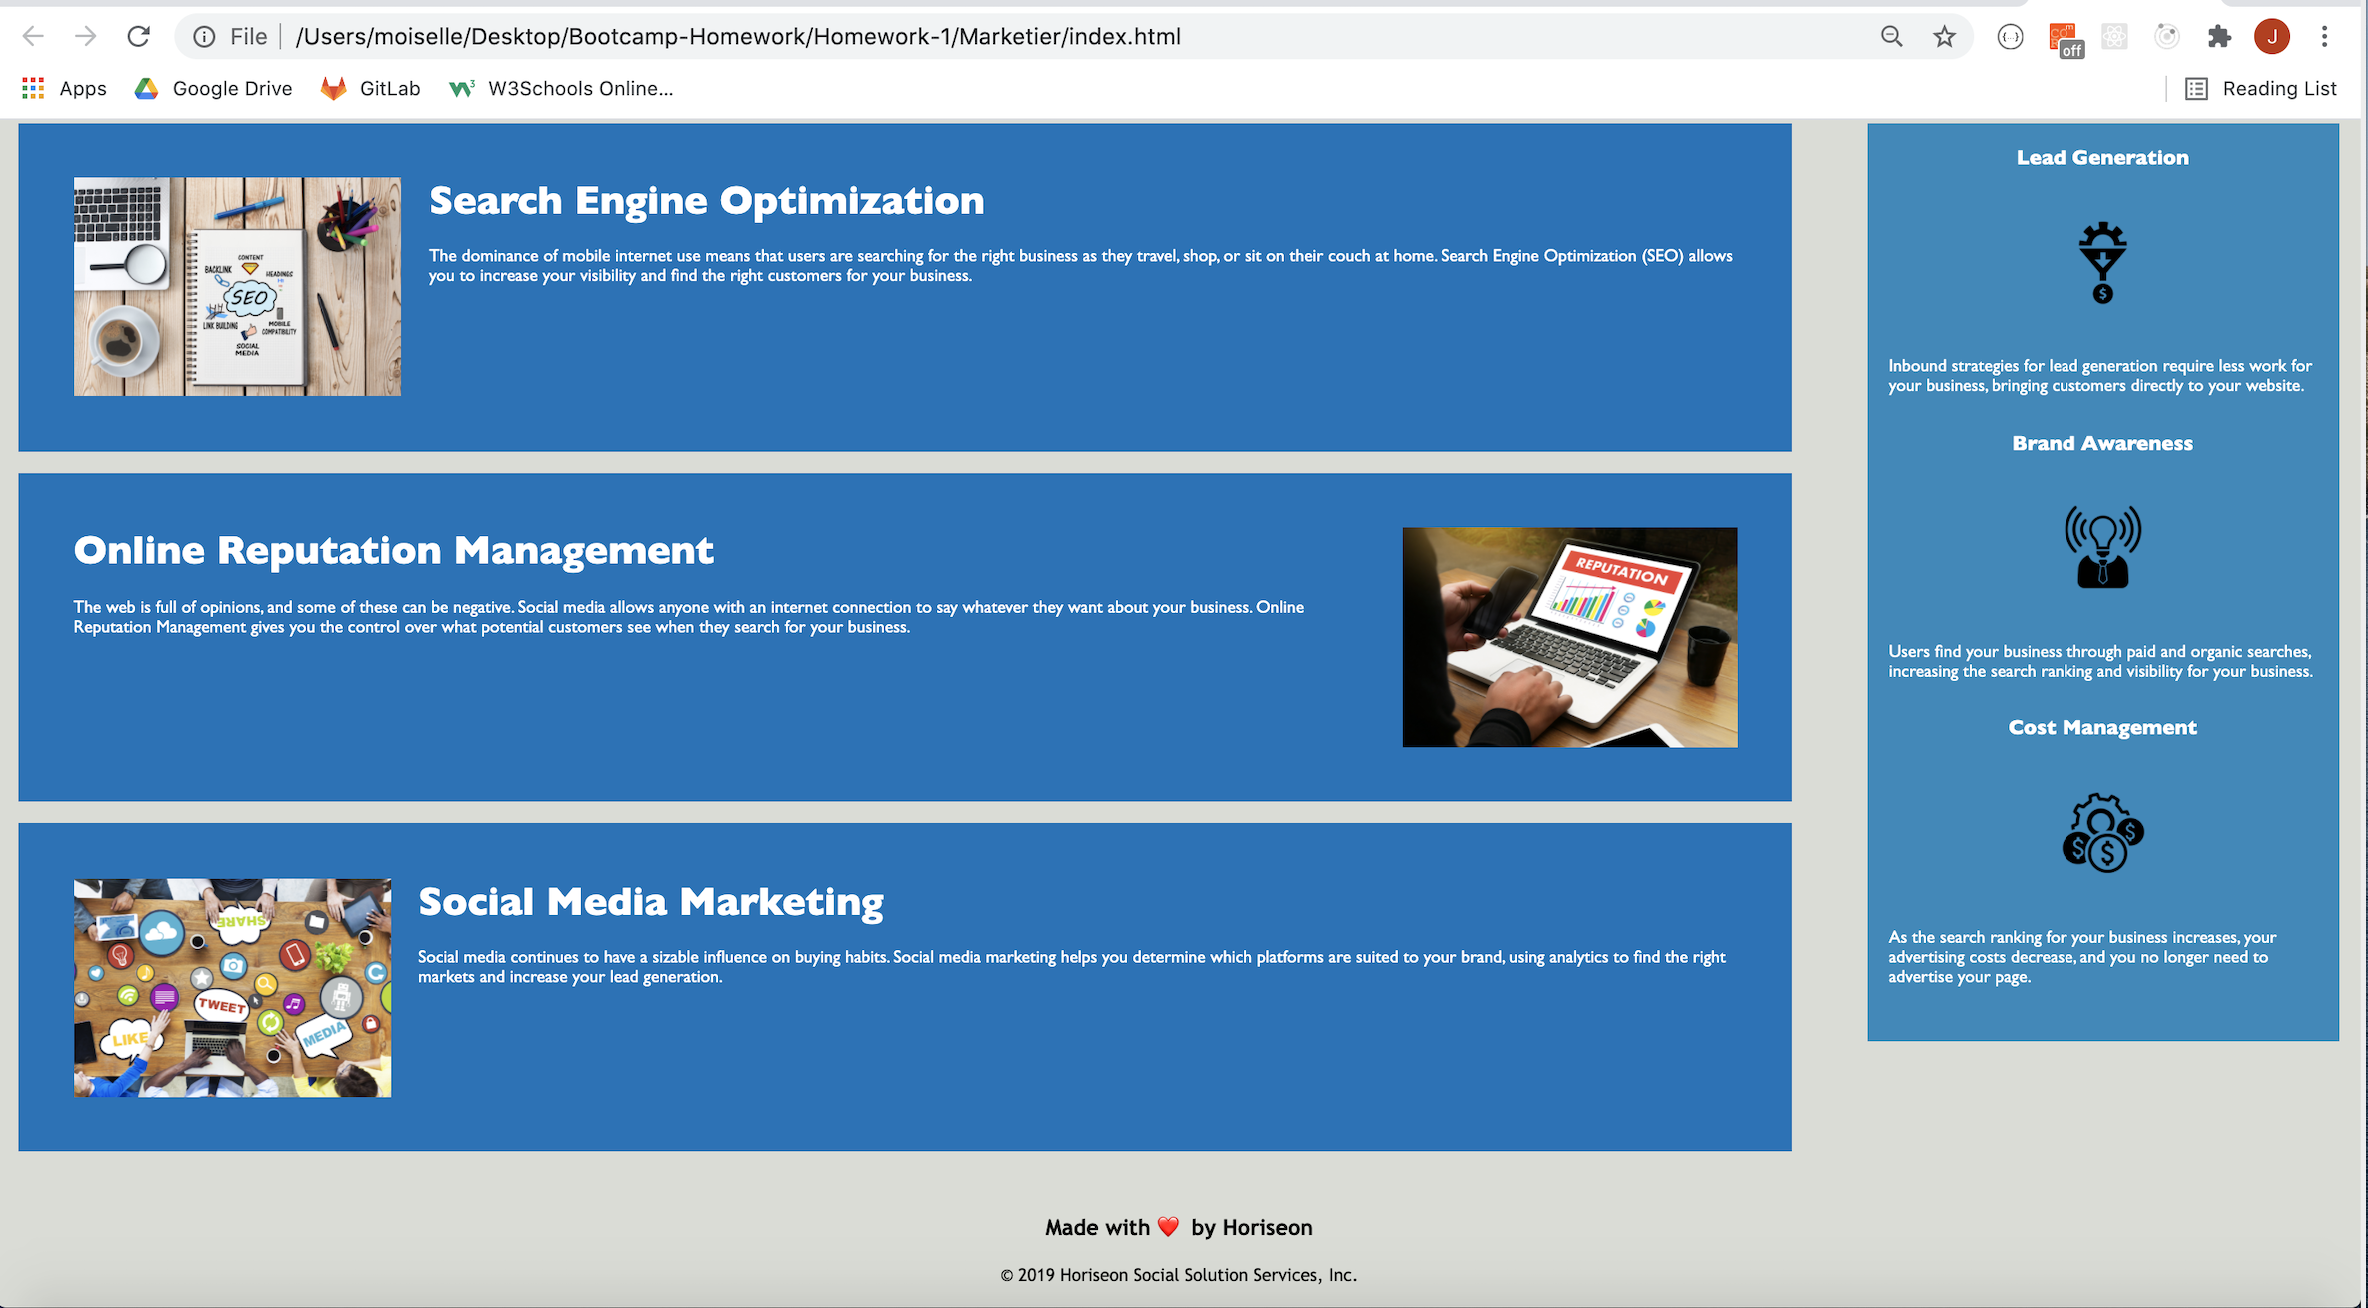 File /Users/moiselle/Desktop/Bootcamp-Homework/Homework-1/Marketier/index.html
off
J
Apps
Google Drive
GitLab
W3Schools Online...
Reading List
CONTENT
BACKLINK
HEADINGS
SEO
LINK BUILDING
MOBILE
COMPATIBILITY
SOCIAL
MEDIA
Search Engine Optimization
The dominance of mobile internet use means that users are searching for the right business as they travel, shop, or sit on their couch at home. Search Engine Optimization (SEO) allows
you to increase your visibility and find the right customers for your business.
Online Reputation Management
The web is full of opinions, and some of these can be negative. Social media allows anyone with an internet connection to say whatever they want about your business. Online
Reputation Management gives you the control over what potential customers see when they search for your business.
REPUTATION
SHARE
TWEET
LIKE
MEDIA
Social Media Marketing
Social media continues to have a sizable influence on buying habits. Social media marketing helps you determine which platforms are suited to your brand, using analytics to find the right
markets and increase your lead generation.
Lead Generation
$
Inbound strategies for lead generation require less work for
your business, bringing customers directly to your website.
Brand Awareness
Users find your business through paid and organic searches,
increasing the search ranking and visibility for your business.
Cost Management
$
$
$
As the search ranking for your business increases, your
advertising costs decrease, and you no longer need to
advertise your page.
Made with ❤️ by Horiseon
© 2019 Horiseon Social Solution Services, Inc.